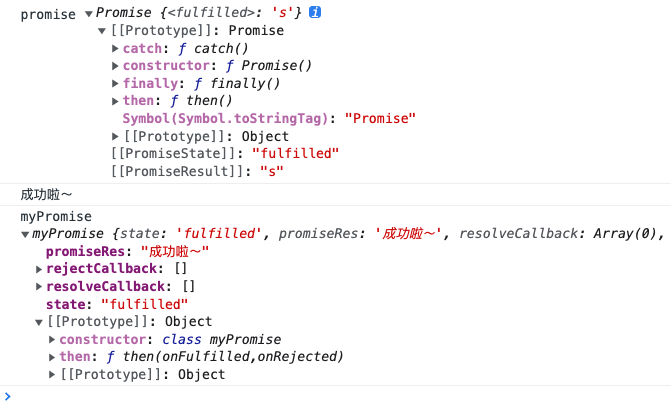 promise ▼Promise {<fulfilled>: 's'} i
▼[[Prototype]]: Promise
▶catch: ƒ catch()
▶constructor: ƒ Promise()
▶finally: ƒ finally()
▶then: ƒ then()
Symbol(Symbol.toStringTag): "Promise"
▶[[Prototype]]: Object
[[PromiseState]]: "fulfilled"
[[PromiseResult]]: "s"
成功啦～
myPromise
▼myPromise {state: 'fulfilled', promiseRes: '成功啦～', resolveCallback: Array(0),
promiseRes: "成功啦～"
▶rejectCallback: []
▶resolveCallback: []
state: "fulfilled"
▼[[Prototype]]: Object
▶constructor: class myPromise
▶then: ƒ then(onFulfilled,onRejected)
▶[[Prototype]]: Object